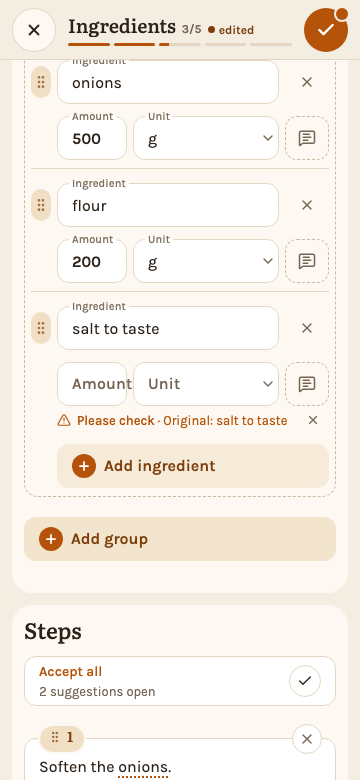 Ingredients 3/5 edited
Ingredient
onions
Amount Unit
500 g
Ingredient
flour
Amount Unit
200 g
Ingredient
salt to taste
Amount Unit
Please check · Original: salt to taste
Add ingredient
Add group
Steps
Accept all
2 suggestions open
1
Soften the onions.